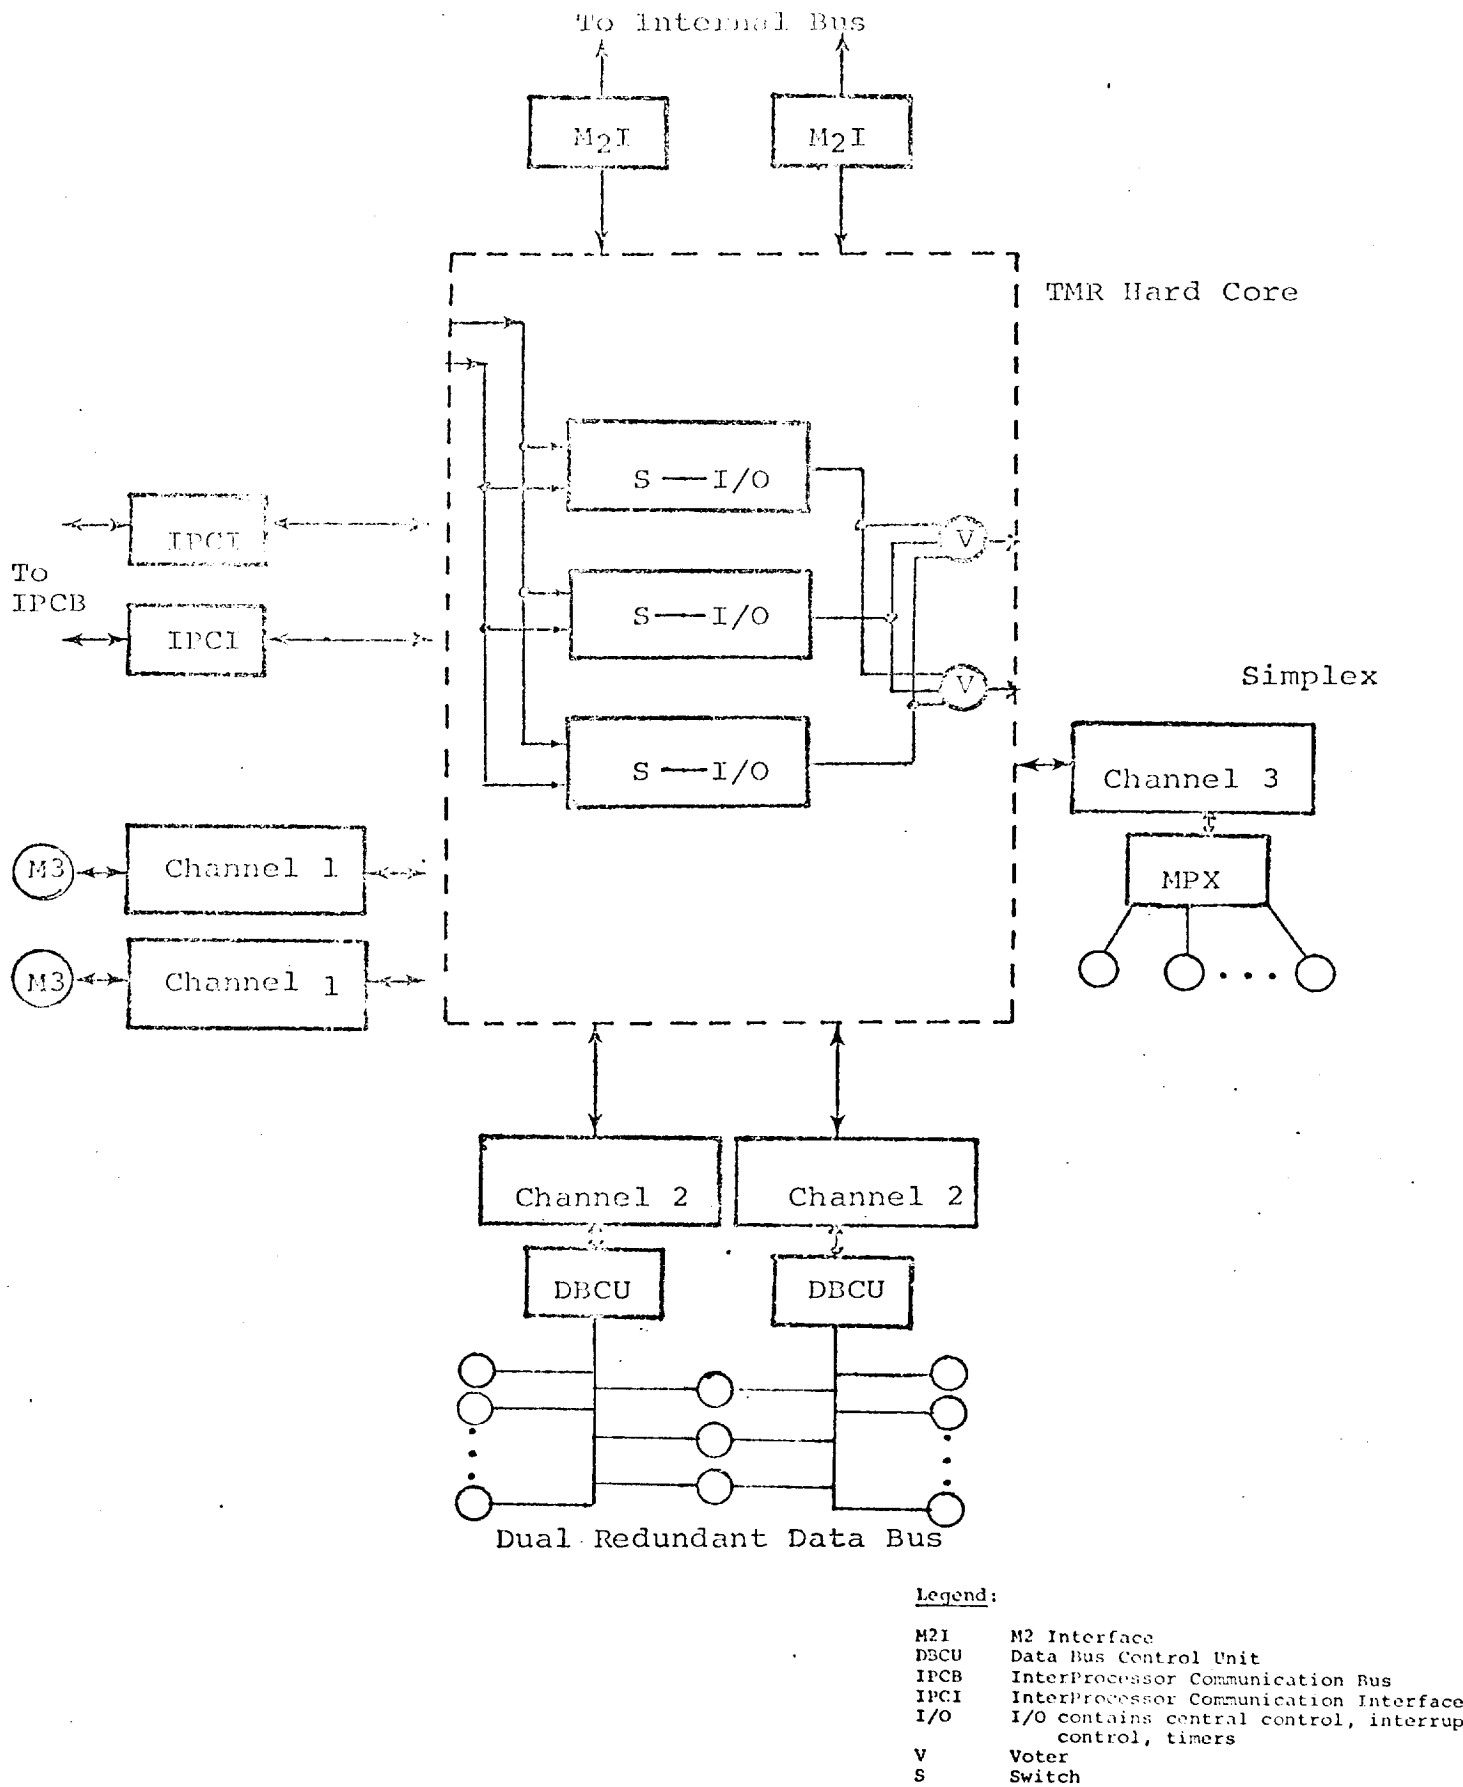 To Internal Bus
M2I
M2I
TMR Hard Core
S — I/O
IPCI
V
To
IPCB
S — I/O
IPCI
V
Simplex
S — I/O
Channel 3
M3
Channel 1
MPX
M3
Channel 1
Channel 2
Channel 2
DBCU
DBCU
Dual Redundant Data Bus
Legend:
M2I M2 Interface
DBCU Data Bus Control Unit
IPCB InterProcessor Communication Bus
IPCI InterProcessor Communication Interface
I/O I/O contains central control, interrup
control, timers
V Voter
S Switch